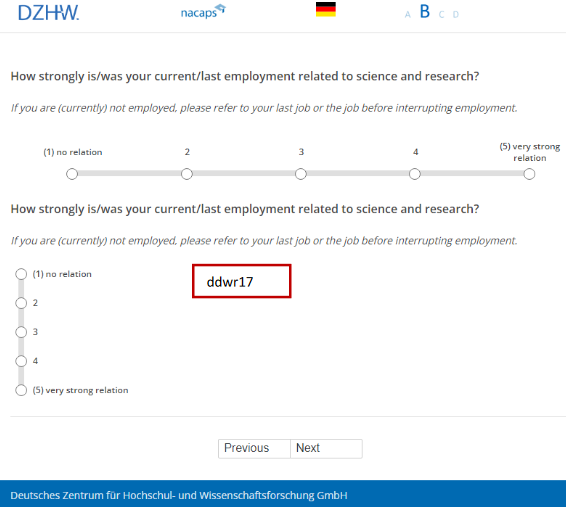 DZHW.
nacaps
A B C D
How strongly is/was your current/last employment related to science and research?
If you are (currently) not employed, please refer to your last job or the job before interrupting employment.
(1) no relation 2 3 4 (5) very strong relation
How strongly is/was your current/last employment related to science and research?
If you are (currently) not employed, please refer to your last job or the job before interrupting employment.
(1) no relation
ddwr17
2
3
4
(5) very strong relation
Previous Next
Deutsches Zentrum für Hochschul- und Wissenschaftsforschung GmbH